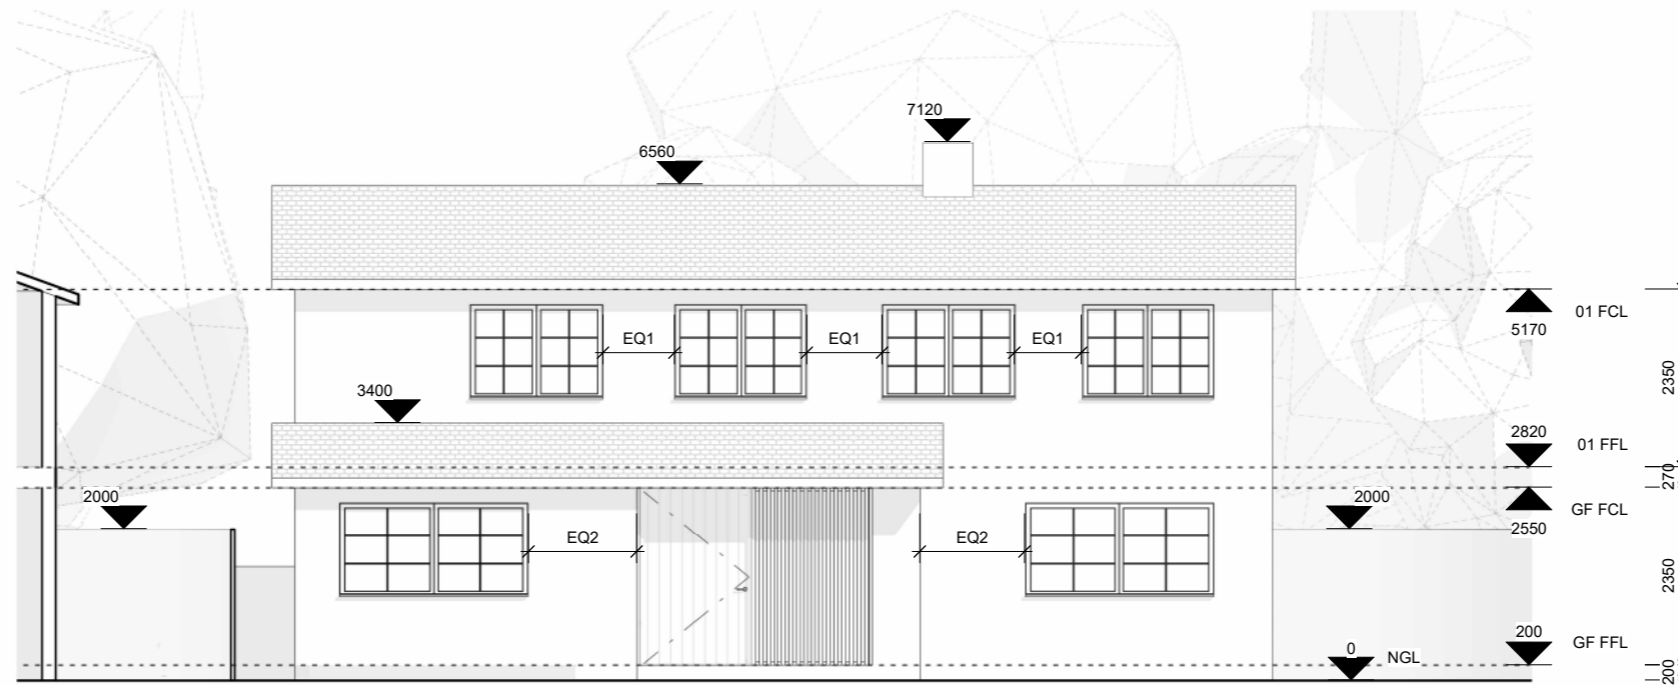 7120
6560
01 FCL
5170
EQ1 EQ1 EQ1
2350
3400
2820 01 FFL
270
2000 2000
GF FCL
2550
EQ2 EQ2
2350
200 GF FFL
0 NGL
200